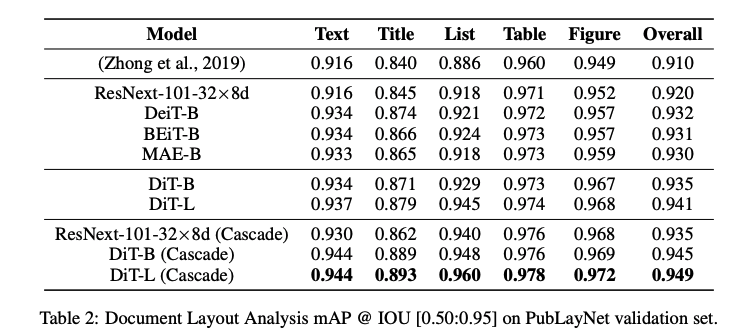 Model Text Title List Table Figure Overall
(Zhong et al., 2019) 0.916 0.840 0.886 0.960 0.949 0.910
ResNext-101-32×8d 0.916 0.845 0.918 0.971 0.952 0.920
DeiT-B 0.934 0.874 0.921 0.972 0.957 0.932
BEiT-B 0.934 0.866 0.924 0.973 0.957 0.931
MAE-B 0.933 0.865 0.918 0.973 0.959 0.930
DiT-B 0.934 0.871 0.929 0.973 0.967 0.935
DiT-L 0.937 0.879 0.945 0.974 0.968 0.941
ResNext-101-32×8d (Cascade) 0.930 0.862 0.940 0.976 0.968 0.935
DiT-B (Cascade) 0.944 0.889 0.948 0.976 0.969 0.945
DiT-L (Cascade) 0.944 0.893 0.960 0.978 0.972 0.949
Table 2: Document Layout Analysis mAP @ IOU [0.50:0.95] on PubLayNet validation set.